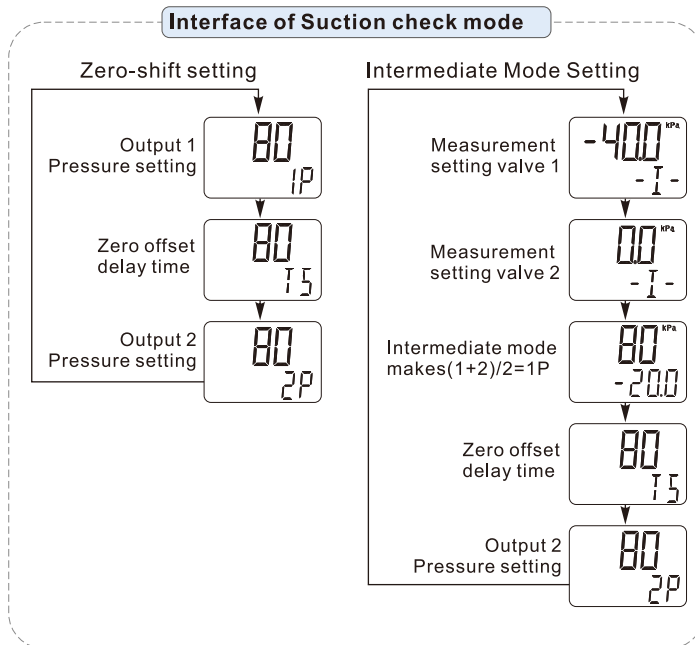 Interface of Suction check mode
Zero-shift setting
Output 1
Pressure setting
80
1P
Zero offset
delay time
80
T5
Output 2
Pressure setting
80
2P
Intermediate Mode Setting
Measurement
setting valve 1
-40.0 kPa
-I-
Measurement
setting valve 2
0.0 kPa
-I-
Intermediate mode
makes(1+2)/2=1P
80 kPa
-20.0
Zero offset
delay time
80
T5
Output 2
Pressure setting
80
2P